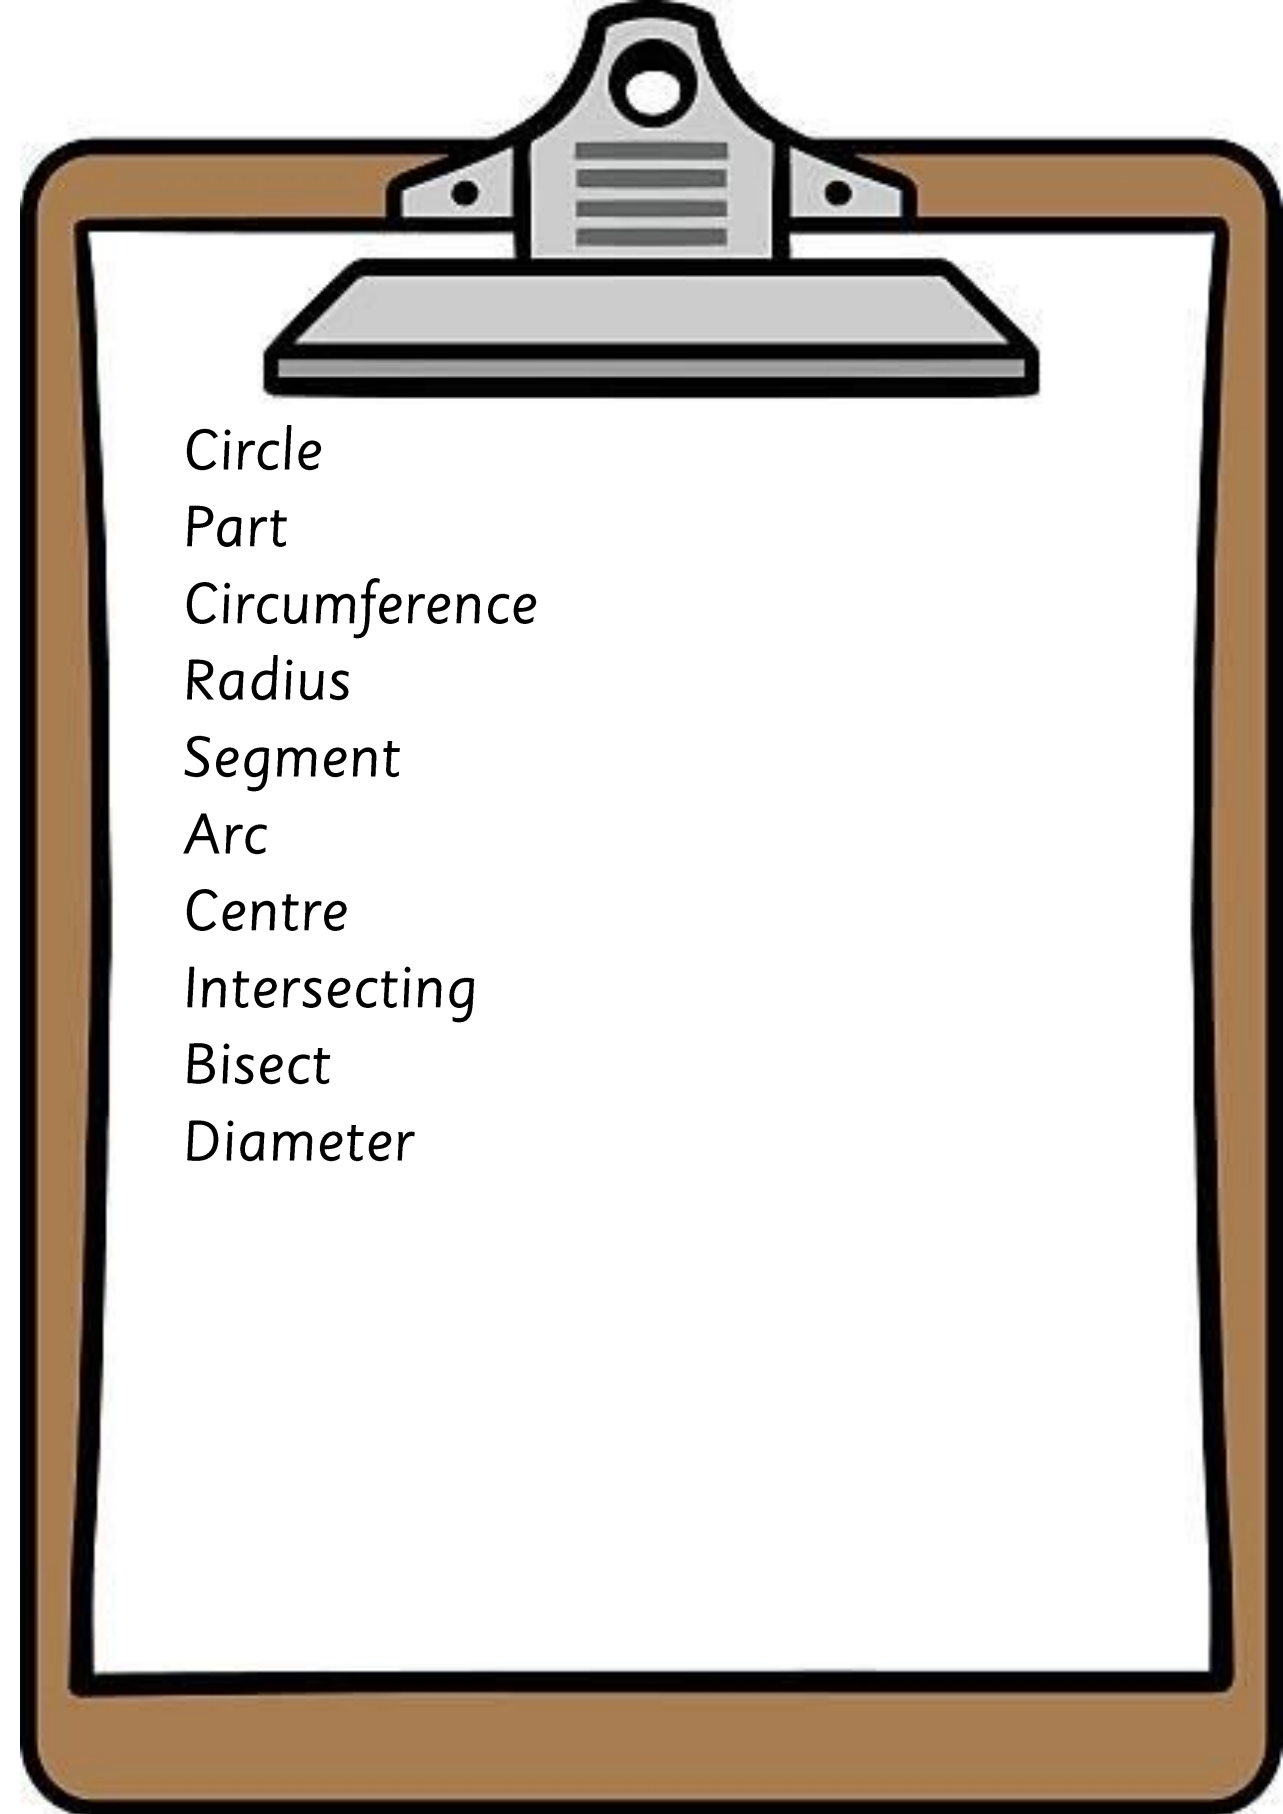 Circle
Part
Circumference
Radius
Segment
Arc
Centre
Intersecting
Bisect
Diameter